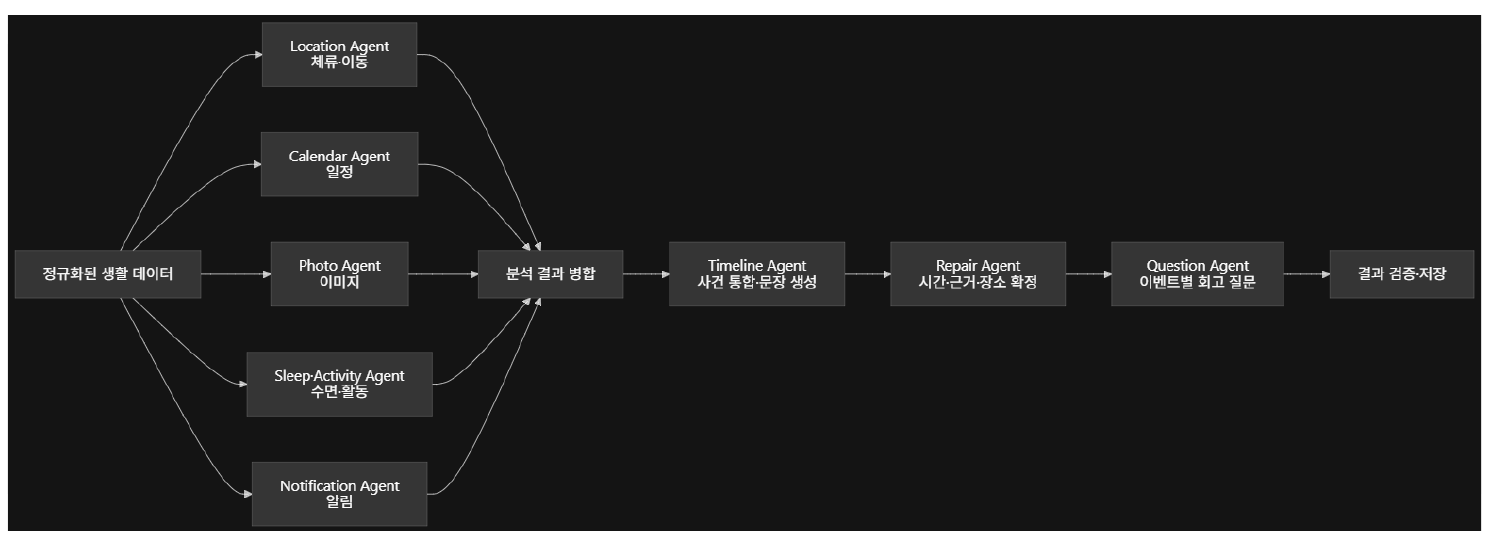 Location Agent
체류·이동
Calendar Agent
일정
정규화된 생활 데이터
Photo Agent
이미지
분석 결과 병합
Timeline Agent
사건 통합·문장 생성
Repair Agent
시간·근거·장소 확정
Question Agent
이벤트별 회고 질문
결과 검증·저장
Sleep·Activity Agent
수면·활동
Notification Agent
알림